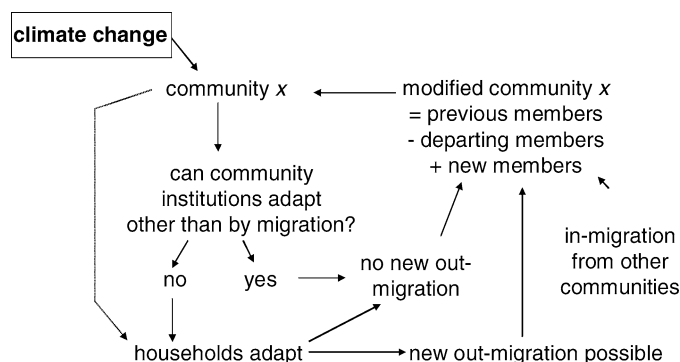 climate change
community x
modified community x
= previous members
- departing members
+ new members
can community
institutions adapt
other than by migration?
in-migration
from other
communities
no
yes
no new out-
migration
households adapt
new out-migration possible